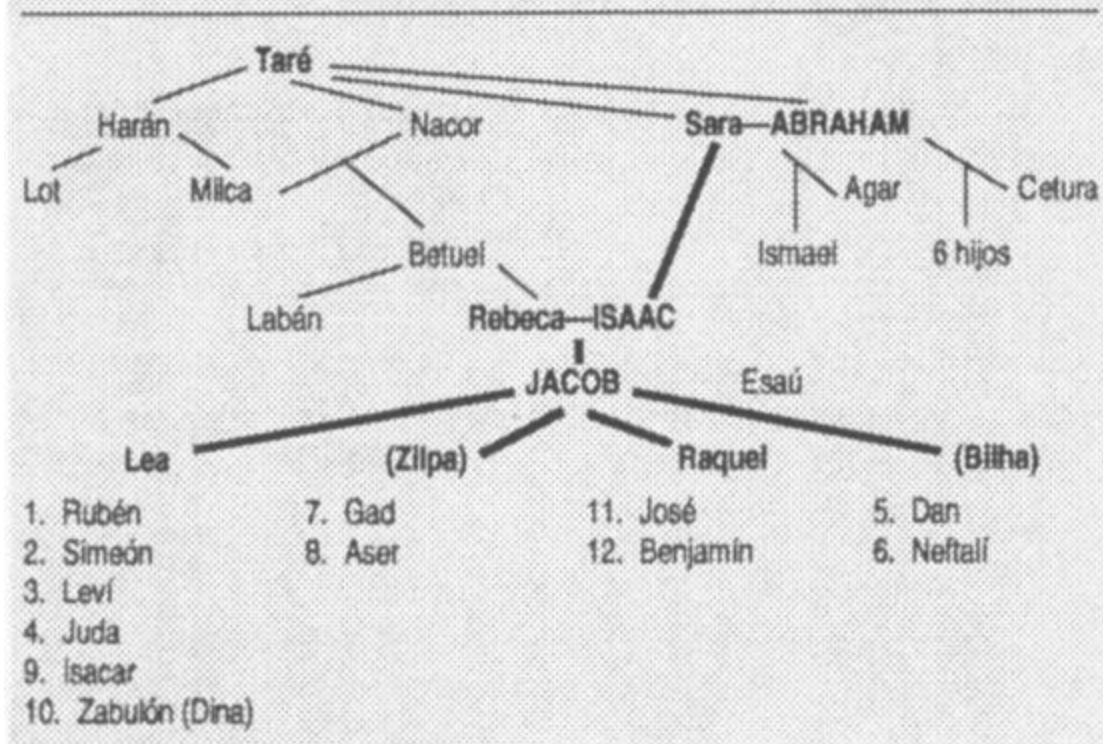 Taré
Harán Nacor Sara—ABRAHAM
Lot Milca Agar Cetura
Betuel Ismael 6 hijos
Labán Rebeca—ISAAC
JACOB Esaú
Lea (Zilpa) Raquel (Bilha)
1. Rubén 7. Gad 11. José 5. Dan
2. Simeón 8. Aser 12. Benjamín 6. Neftalí
3. Leví
4. Juda
9. Isacar
10. Zabulón (Dina)